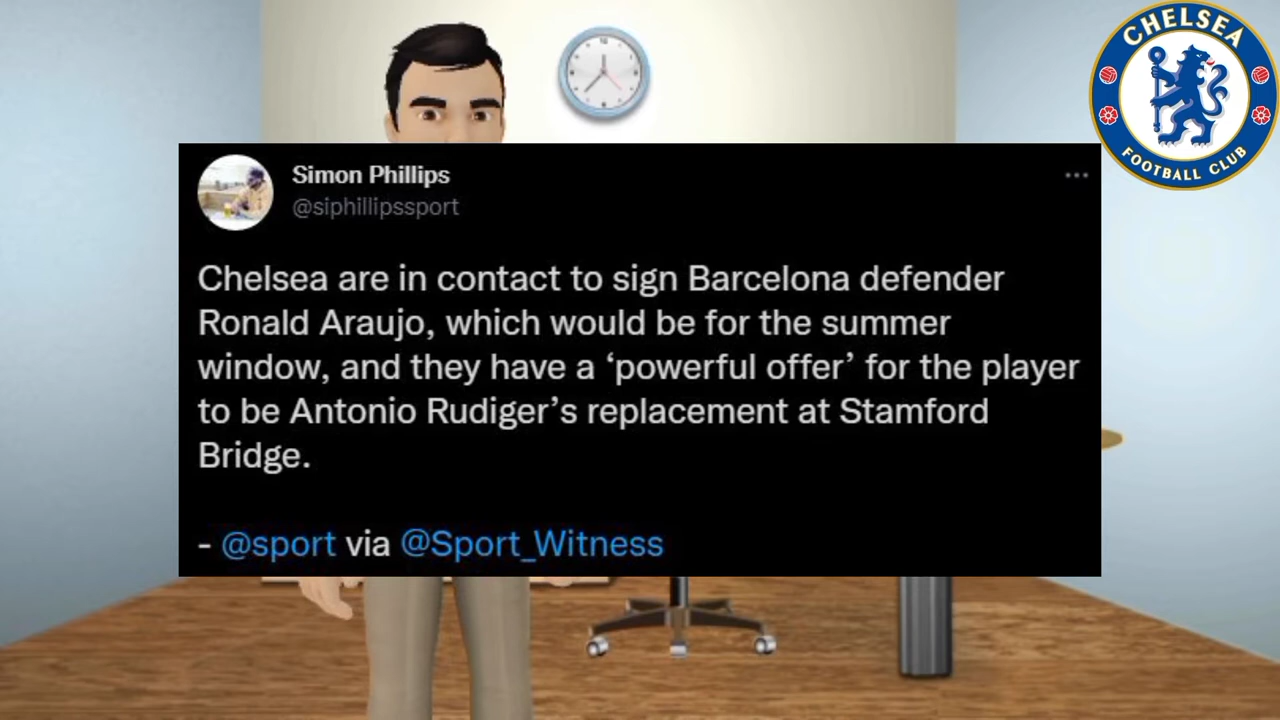 CHELSEA
FOOTBALL CLUB
Simon Phillips
@siphillipssport
Chelsea are in contact to sign Barcelona defender
Ronald Araujo, which would be for the summer
window, and they have a ‘powerful offer’ for the player
to be Antonio Rudiger’s replacement at Stamford
Bridge.
- @sport via @Sport_Witness